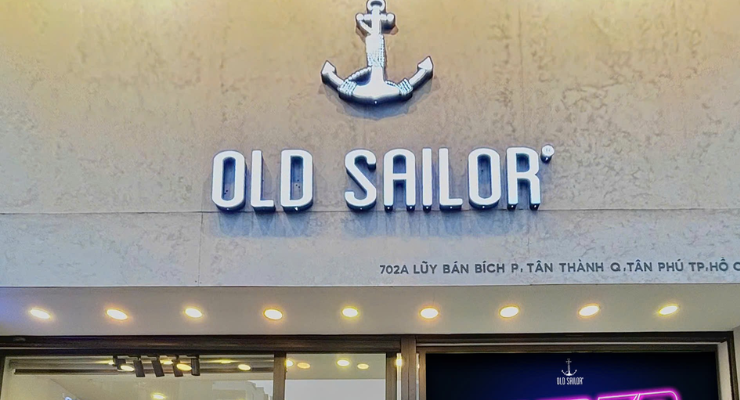 OLD SAILOR
702A LŨY BÁN BÍCH P. TÂN THÀNH Q.TÂN PHÚ TP.HỒ
OLD SAILOR